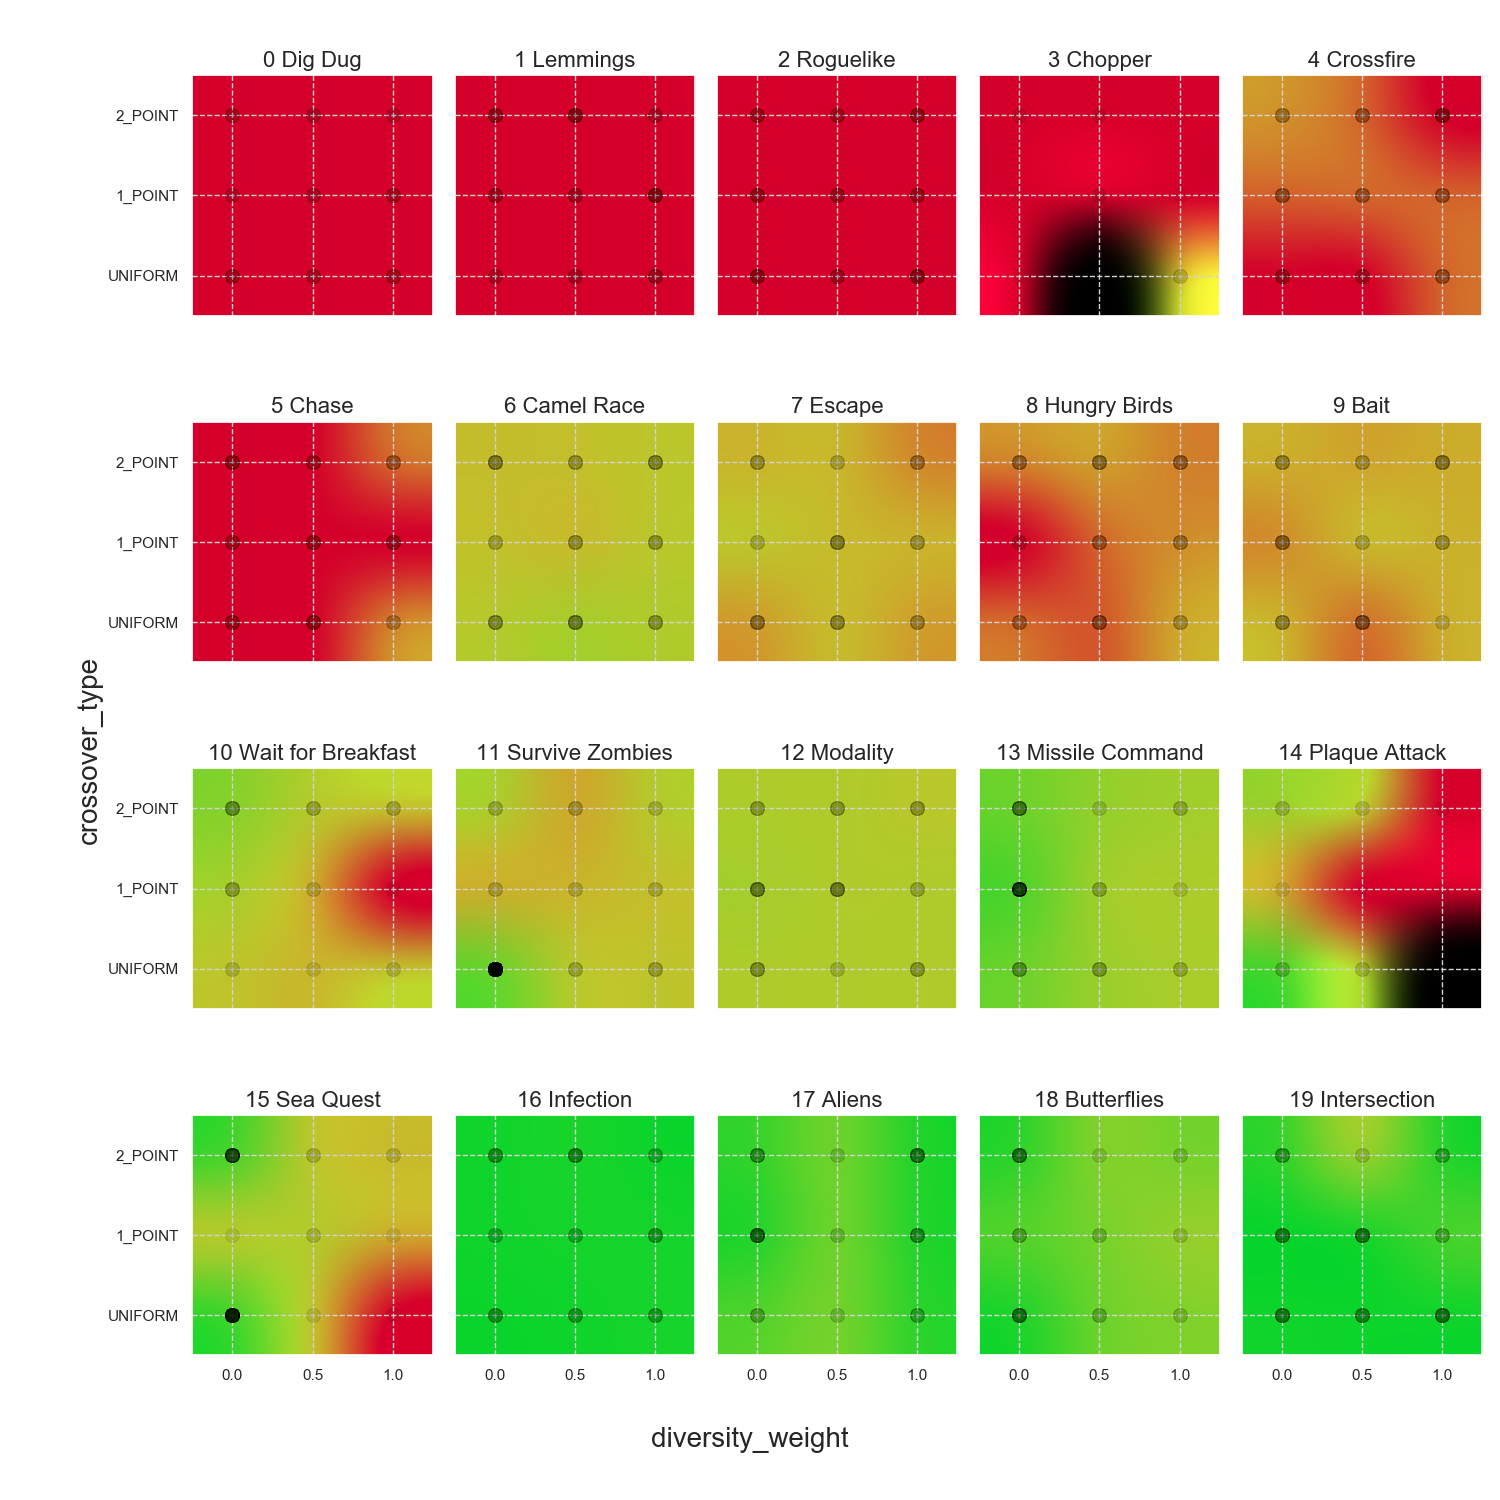 0 Dig Dug
1 Lemmings
2 Roguelike
3 Chopper
4 Crossfire
2_POINT
1_POINT
UNIFORM
5 Chase
6 Camel Race
7 Escape
8 Hungry Birds
9 Bait
2_POINT
1_POINT
UNIFORM
crossover_type
10 Wait for Breakfast
11 Survive Zombies
12 Modality
13 Missile Command
14 Plaque Attack
2_POINT
1_POINT
UNIFORM
15 Sea Quest
16 Infection
17 Aliens
18 Butterflies
19 Intersection
2_POINT
1_POINT
UNIFORM
0.0 0.5 1.0
0.0 0.5 1.0
0.0 0.5 1.0
0.0 0.5 1.0
0.0 0.5 1.0
diversity_weight